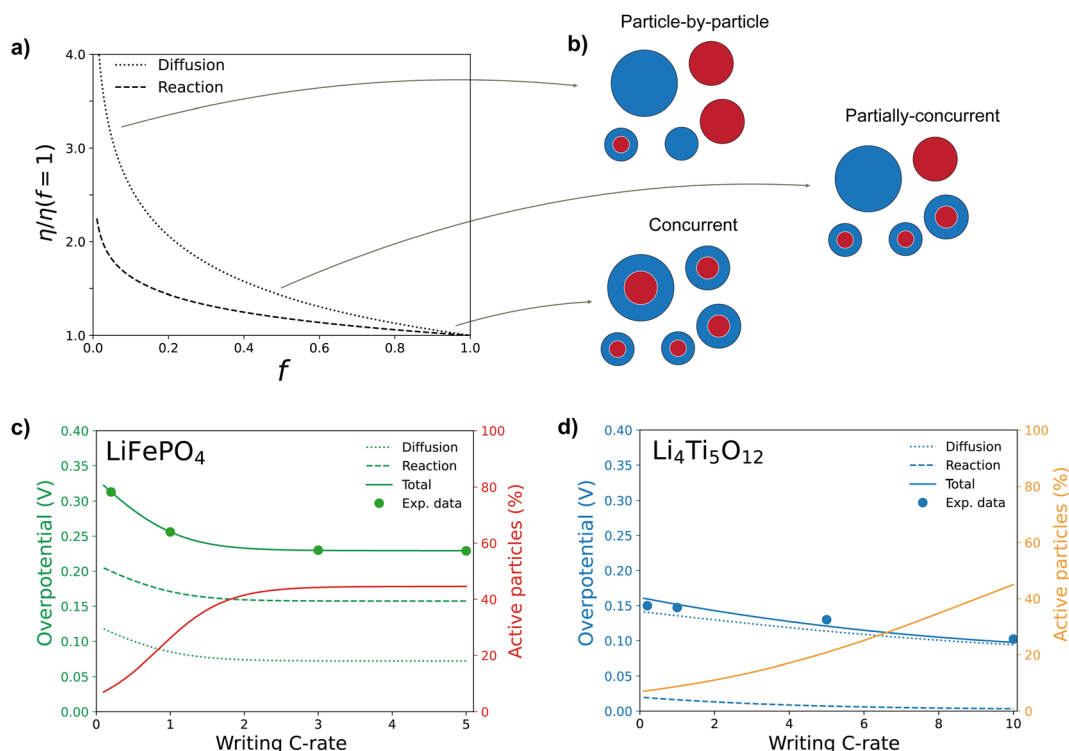 a)
4.0
3.0
2.0
1.0
η/η(f = 1)
Diffusion
Reaction
0.0 0.2 0.4 0.6 0.8 1.0
f
b)
Particle-by-particle
Partially-concurrent
Concurrent
c)
LiFePO4
0.40
0.35
0.30
0.25
0.20
0.15
0.10
0.05
0.00
Overpotential (V)
Diffusion
Reaction
Total
Exp. data
100
80
60
40
20
0
Active particles (%)
0 1 2 3 4 5
Writing C-rate
d)
Li4Ti5O12
0.40
0.35
0.30
0.25
0.20
0.15
0.10
0.05
0.00
Overpotential (V)
Diffusion
Reaction
Total
Exp. data
100
80
60
40
20
0
Active particles (%)
0 2 4 6 8 10
Writing C-rate